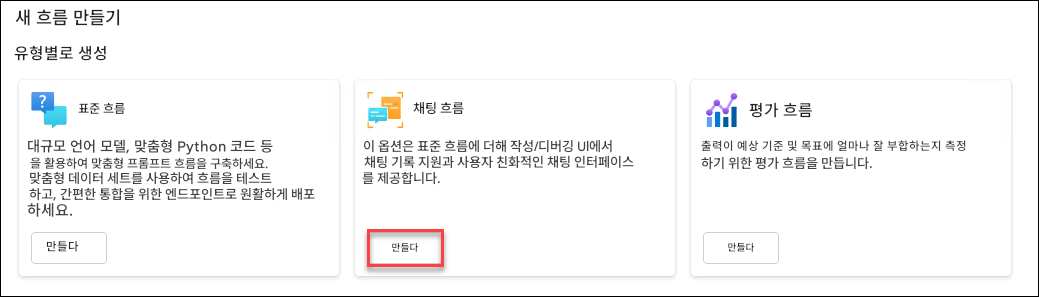 새 흐름 만들기
유형별로 생성
표준 흐름
대규모 언어 모델, 맞춤형 Python 코드 등
을 활용하여 맞춤형 프롬프트 흐름을 구축하세요.
맞춤형 데이터 세트를 사용하여 흐름을 테스트
하고, 간편한 통합을 위한 엔드포인트로 원활하게 배포
하세요.
만들다
채팅 흐름
이 옵션은 표준 흐름에 더해 작성/디버깅 UI에서
채팅 기록 지원과 사용자 친화적인 채팅 인터페이스
를 제공합니다.
만들다
평가 흐름
출력이 예상 기준 및 목표에 얼마나 잘 부합하는지 측정
하기 위한 평가 흐름을 만듭니다.
만들다